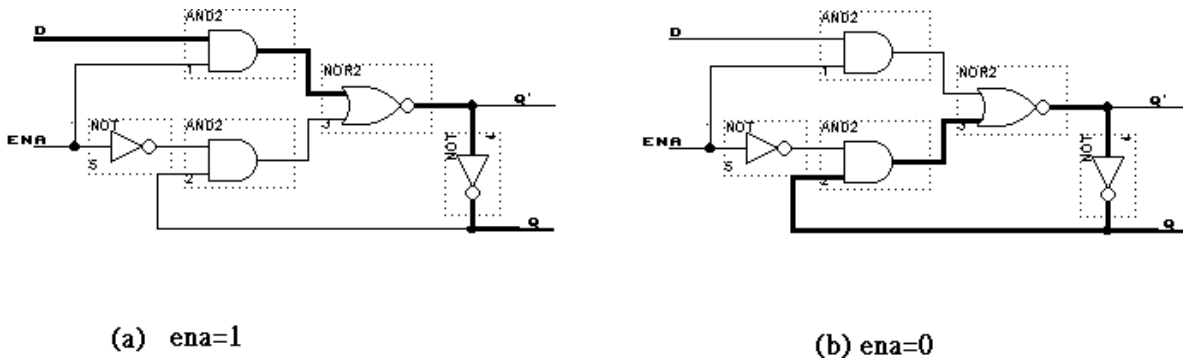 AND2
D
1
NOR2
3
Q'
NOT
4
ENA
NOT
5
AND2
2
Q
(a) ena=1
AND2
D
1
NOR2
3
Q'
NOT
4
ENA
NOT
5
AND2
2
Q
(b) ena=0